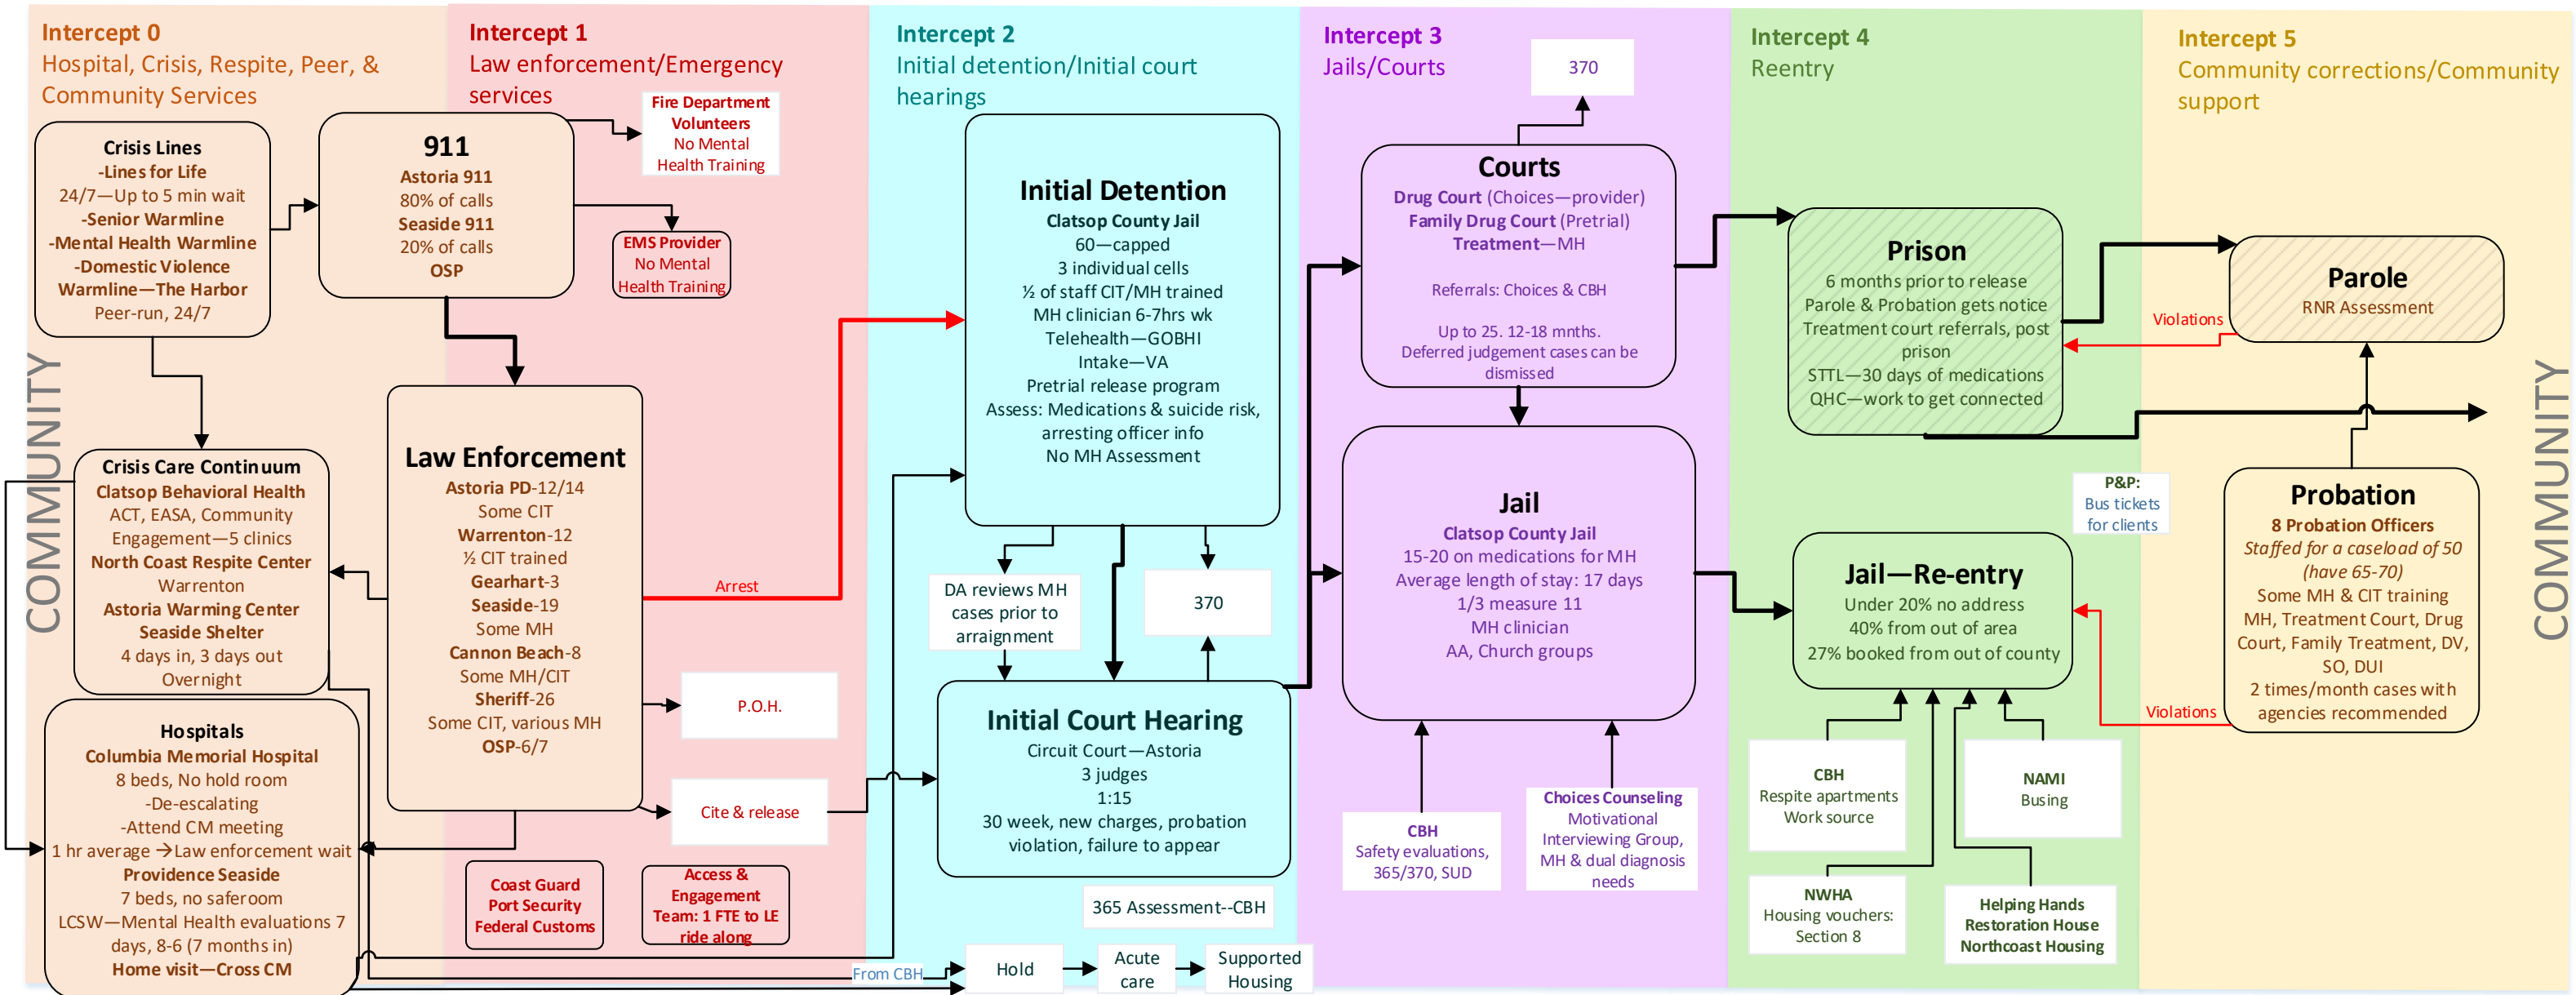 Intercept 0
Hospital, Crisis, Respite, Peer, &
Community Services
Crisis Lines
-Lines for Life
24/7—Up to 5 min wait
-Senior Warmline
-Mental Health Warmline
-Domestic Violence
Warmline—The Harbor
Peer-run, 24/7
COMMUNITY
Crisis Care Continuum
Clatsop Behavioral Health
ACT, EASA, Community
Engagement—5 clinics
North Coast Respite Center
Warrenton
Astoria Warming Center
Seaside Shelter
4 days in, 3 days out
Overnight
Hospitals
Columbia Memorial Hospital
8 beds, No hold room
-De-escalating
-Attend CM meeting
1 hr average →Law enforcement wait
Providence Seaside
7 beds, no saferoom
LCSW—Mental Health evaluations 7
days, 8-6 (7 months in)
Home visit—Cross CM
Intercept 1
Law enforcement/Emergency
services
911
Astoria 911
80% of calls
Seaside 911
20% of calls
OSP
Fire Department
Volunteers
No Mental
Health Training
EMS Provider
No Mental
Health Training
Law Enforcement
Astoria PD-12/14
Some CIT
Warrenton-12
½ CIT trained
Gearhart-3
Seaside-19
Some MH
Cannon Beach-8
Some MH/CIT
Sheriff-26
Some CIT, various MH
OSP-6/7
Arrest
P.O.H.
Cite & release
Coast Guard
Port Security
Federal Customs
Access &
Engagement
Team: 1 FTE to LE
ride along
Intercept 2
Initial detention/Initial court
hearings
Initial Detention
Clatsop County Jail
60—capped
3 individual cells
½ of staff CIT/MH trained
MH clinician 6-7hrs wk
Telehealth—GOBHI
Intake—VA
Pretrial release program
Assess: Medications & suicide risk,
arresting officer info
No MH Assessment
DA reviews MH
cases prior to
arraignment
370
Initial Court Hearing
Circuit Court—Astoria
3 judges
1:15
30 week, new charges, probation
violation, failure to appear
365 Assessment--CBH
From CBH
Hold
Acute
care
Supported
Housing
Intercept 3
Jails/Courts
370
Courts
Drug Court (Choices—provider)
Family Drug Court (Pretrial)
Treatment—MH
Referrals: Choices & CBH
Up to 25. 12-18 mnths.
Deferred judgement cases can be
dismissed
Jail
Clatsop County Jail
15-20 on medications for MH
Average length of stay: 17 days
1/3 measure 11
MH clinician
AA, Church groups
CBH
Safety evaluations,
365/370, SUD
Choices Counseling
Motivational
Interviewing Group,
MH & dual diagnosis
needs
Intercept 4
Reentry
Prison
6 months prior to release
Parole & Probation gets notice
Treatment court referrals, post
prison
STTL—30 days of medications
QHC—work to get connected
P&P:
Bus tickets
for clients
Jail—Re-entry
Under 20% no address
40% from out of area
27% booked from out of county
CBH
Respite apartments
Work source
NAMI
Busing
NWHA
Housing vouchers:
Section 8
Helping Hands
Restoration House
Northcoast Housing
Intercept 5
Community corrections/Community
support
Parole
RNR Assessment
Violations
Probation
8 Probation Officers
Staffed for a caseload of 50
(have 65-70)
Some MH & CIT training
MH, Treatment Court, Drug
Court, Family Treatment, DV,
SO, DUI
2 times/month cases with
agencies recommended
Violations
COMMUNITY